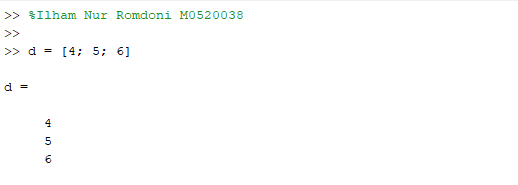 >> %Ilham Nur Romdoni M0520038
>>
>> d = [4; 5; 6]
d =
4
5
6